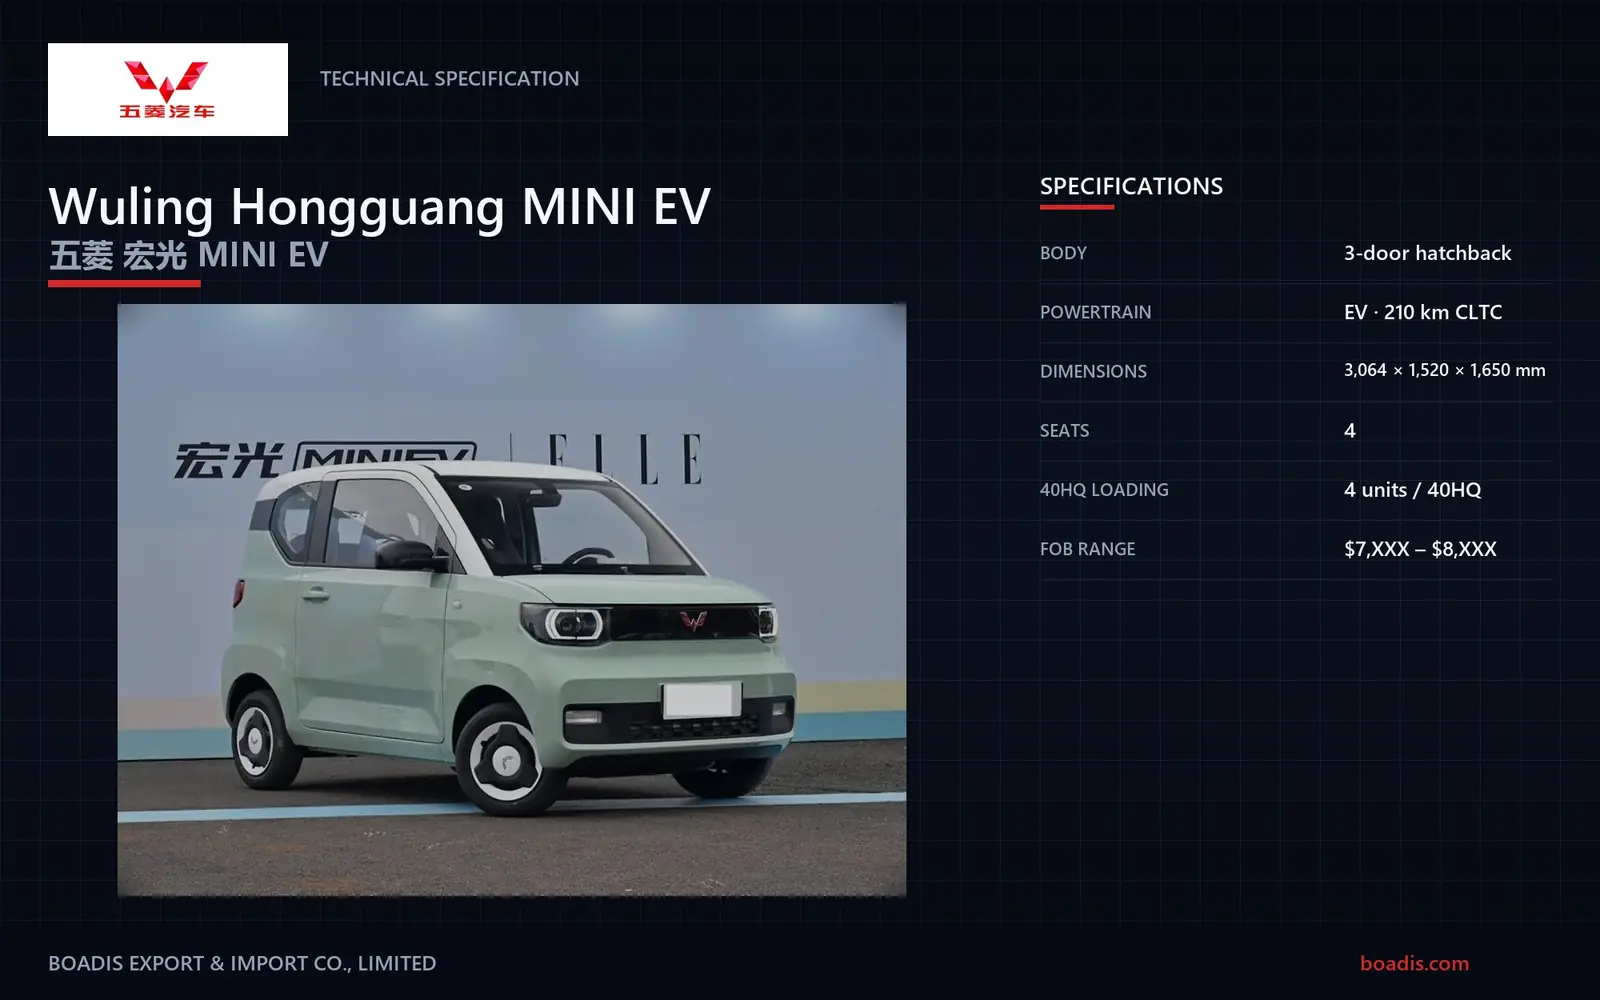 五菱汽车
TECHNICAL SPECIFICATION
Wuling Hongguang MINI EV
五菱 宏光 MINI EV
宏光 MINIEV | ELLE
SPECIFICATIONS
BODY 3-door hatchback
POWERTRAIN EV · 210 km CLTC
DIMENSIONS 3,064 × 1,520 × 1,650 mm
SEATS 4
40HQ LOADING 4 units / 40HQ
FOB RANGE $7,XXX – $8,XXX
BOADIS EXPORT & IMPORT CO., LIMITED
boadis.com